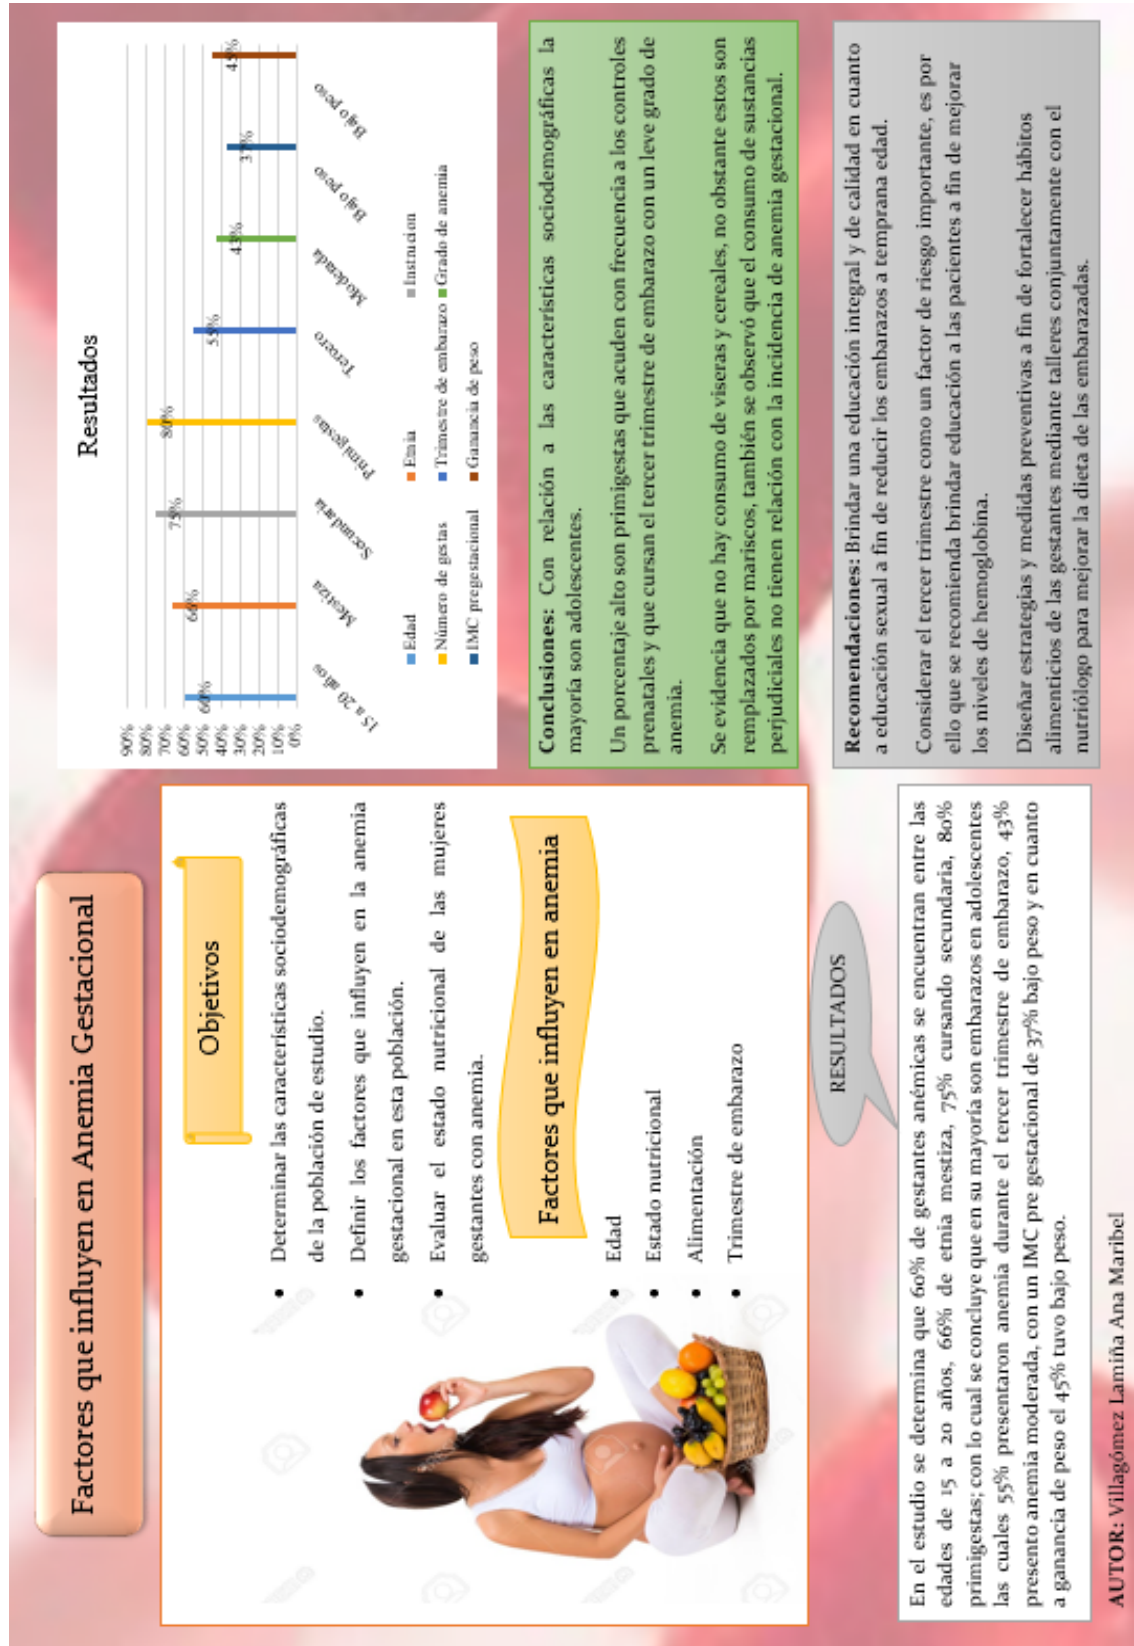 Factores que influyen en Anemia Gestacional
Objetivos
• Determinar las características sociodemográficas
de la población de estudio.
• Definir los factores que influyen en la anemia
gestacional en esta población.
• Evaluar el estado nutricional de las mujeres
gestantes con anemia.
Factores que influyen en anemia
• Edad
• Estado nutricional
• Alimentación
• Trimestre de embarazo
RESULTADOS
En el estudio se determina que 60% de gestantes anémicas se encuentran entre las
edades de 15 a 20 años, 66% de etnia mestiza, 75% cursando secundaria, 80%
primigestas; con lo cual se concluye que en su mayoría son embarazos en adolescentes
las cuales 55% presentaron anemia durante el tercer trimestre de embarazo, 43%
presento anemia moderada, con un IMC pre gestacional de 37% bajo peso y en cuanto
a ganancia de peso el 45% tuvo bajo peso.
AUTOR: Villagómez Lamiña Ana Maribel
Resultados
90%
80%
70%
60%
50%
40%
30%
20%
10%
0%
60%
66%
75%
80%
55%
43%
37%
45%
15 a 20 años
Mestiza
Secundaria
Primigestas
Tercero
Moderada
Bajo peso
Bajo peso
Edad
Etnia
Instrucion
Número de gestas
Trimestre de embarazo
Grado de anemia
IMC pregestacional
Ganancia de peso
Conclusiones: Con relación a las características sociodemográficas la
mayoría son adolescentes.
Un porcentaje alto son primigestas que acuden con frecuencia a los controles
prenatales y que cursan el tercer trimestre de embarazo con un leve grado de
anemia.
Se evidencia que no hay consumo de viseras y cereales, no obstante estos son
remplazados por mariscos, también se observó que el consumo de sustancias
perjudiciales no tienen relación con la incidencia de anemia gestacional.
Recomendaciones: Brindar una educación integral y de calidad en cuanto
a educación sexual a fin de reducir los embarazos a temprana edad.
Considerar el tercer trimestre como un factor de riesgo importante, es por
ello que se recomienda brindar educación a las pacientes a fin de mejorar
los niveles de hemoglobina.
Diseñar estrategias y medidas preventivas a fin de fortalecer hábitos
alimenticios de las gestantes mediante talleres conjuntamente con el
nutriólogo para mejorar la dieta de las embarazadas.